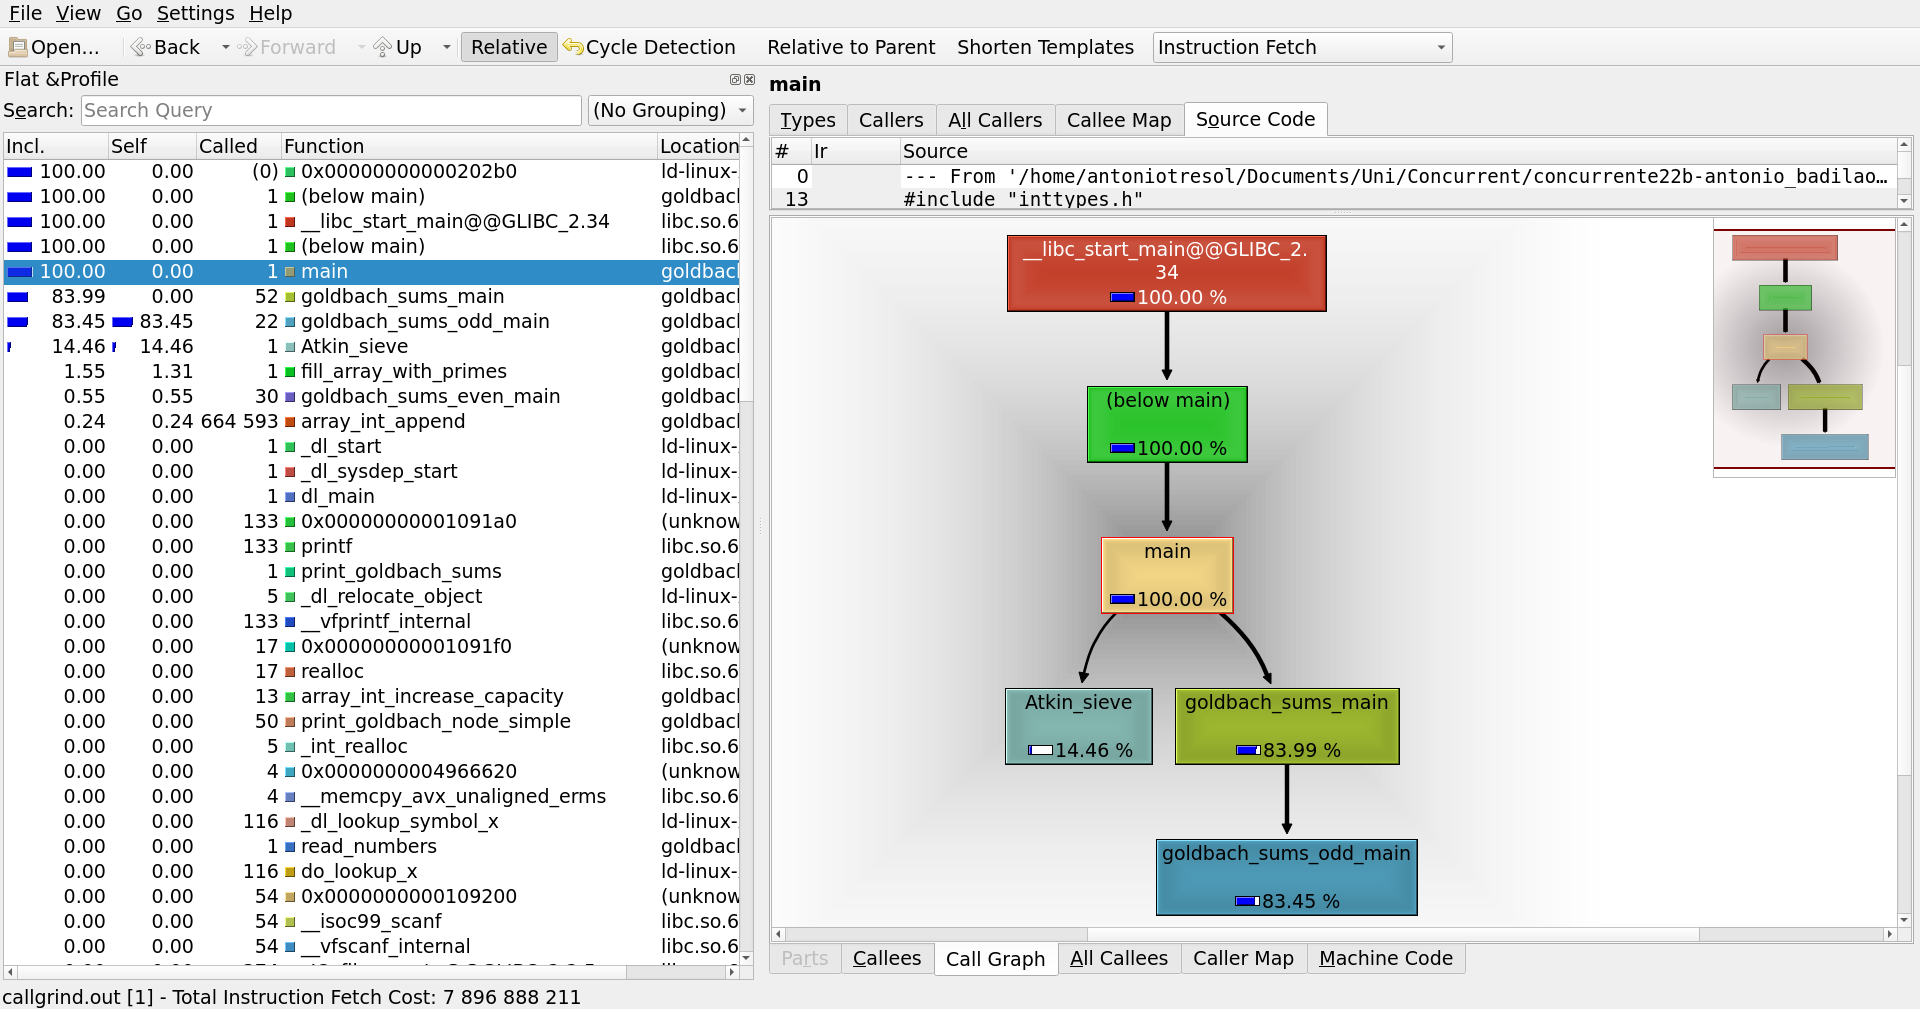 File View Go Settings Help
Open... Back Forward Up Relative Cycle Detection Relative to Parent Shorten Templates Instruction Fetch
Flat &Profile
Search: Search Query (No Grouping)
Incl. Self Called Function Location
100.00 0.00 (0) 0x00000000000202b0 ld-linux-
100.00 0.00 1 (below main) goldbacl
100.00 0.00 1 __libc_start_main@@GLIBC_2.34 libc.so.6
100.00 0.00 1 (below main) libc.so.6
100.00 0.00 1 main goldbacl
83.99 0.00 52 goldbach_sums_main goldbacl
83.45 83.45 22 goldbach_sums_odd_main goldbacl
14.46 14.46 1 Atkin_sieve goldbacl
1.55 1.31 1 fill_array_with_primes goldbacl
0.55 0.55 30 goldbach_sums_even_main goldbacl
0.24 0.24 664 593 array_int_append goldbacl
0.00 0.00 1 _dl_start ld-linux-
0.00 0.00 1 _dl_sysdep_start ld-linux-
0.00 0.00 1 dl_main ld-linux-
0.00 0.00 133 0x00000000001091a0 (unknow
0.00 0.00 133 printf libc.so.6
0.00 0.00 1 print_goldbach_sums goldbacl
0.00 0.00 5 _dl_relocate_object ld-linux-
0.00 0.00 133 __vfprintf_internal libc.so.6
0.00 0.00 17 0x00000000001091f0 (unknow
0.00 0.00 17 realloc libc.so.6
0.00 0.00 13 array_int_increase_capacity goldbacl
0.00 0.00 50 print_goldbach_node_simple goldbacl
0.00 0.00 5 _int_realloc libc.so.6
0.00 0.00 4 0x0000000004966620 (unknow
0.00 0.00 4 __memcpy_avx_unaligned_erms libc.so.6
0.00 0.00 116 _dl_lookup_symbol_x ld-linux-
0.00 0.00 1 read_numbers goldbacl
0.00 0.00 116 do_lookup_x ld-linux-
0.00 0.00 54 0x0000000000109200 (unknow
0.00 0.00 54 __isoc99_scanf libc.so.6
0.00 0.00 54 __vfscanf_internal libc.so.6
main
Types Callers All Callers Callee Map Source Code
# Ir Source
0 --- From '/home/antoniotresol/Documents/Uni/Concurrent/concurrente22b-antonio_badilao...
13 #include "inttypes.h"
__libc_start_main@@GLIBC_2.
34
100.00 %
(below main)
100.00 %
main
100.00 %
Atkin_sieve
14.46 %
goldbach_sums_main
83.99 %
goldbach_sums_odd_main
83.45 %
Parts Callees Call Graph All Callees Caller Map Machine Code
callgrind.out [1] - Total Instruction Fetch Cost: 7 896 888 211